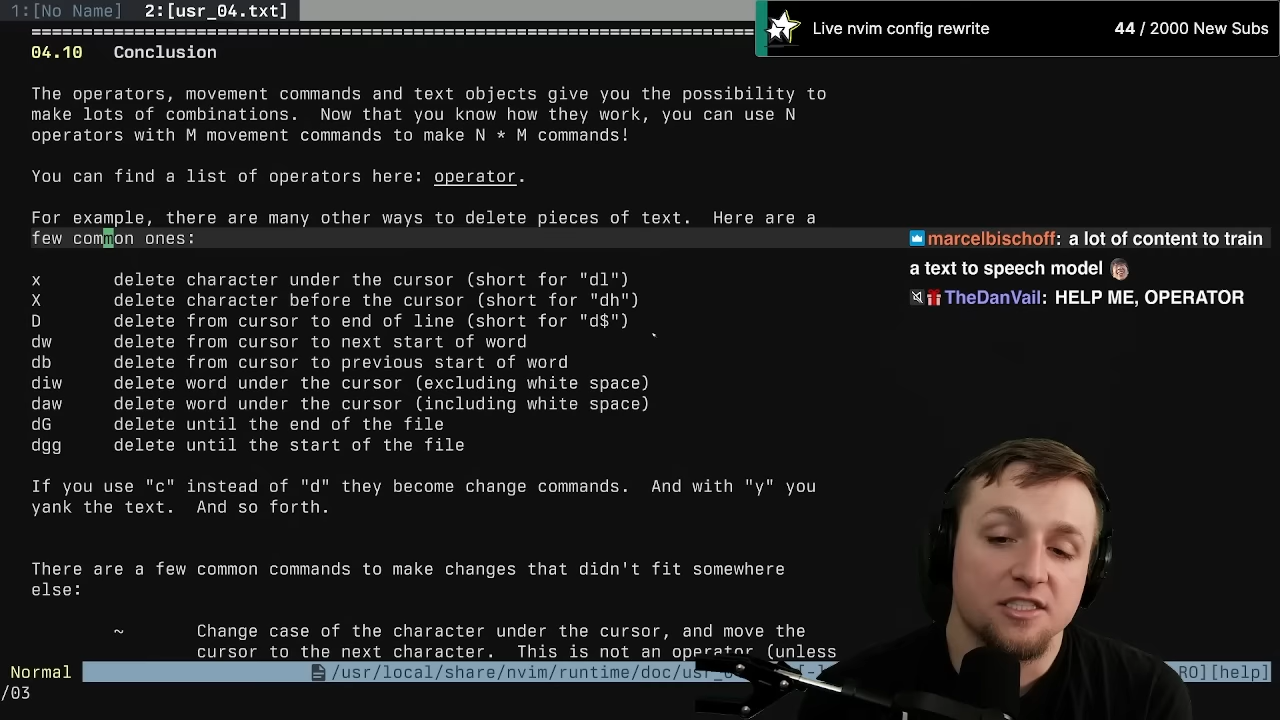 1:[No Name]  2:[usr_04.txt]
Live nvim config rewrite 44 / 2000 New Subs
==============================================================================
04.10 Conclusion
The operators, movement commands and text objects give you the possibility to
make lots of combinations.  Now that you know how they work, you can use N
operators with M movement commands to make N * M commands!
You can find a list of operators here: operator.
For example, there are many other ways to delete pieces of text.  Here are a
few common ones:
x delete character under the cursor (short for "dl")
X delete character before the cursor (short for "dh")
D delete from cursor to end of line (short for "d$")
dw delete from cursor to next start of word
db delete from cursor to previous start of word
diw delete word under the cursor (excluding white space)
daw delete word under the cursor (including white space)
dG delete until the end of the file
dgg delete until the start of the file
If you use "c" instead of "d" they become change commands.  And with "y" you
yank the text.  And so forth.
There are a few common commands to make changes that didn't fit somewhere
else:
~ Change case of the character under the cursor, and move the
cursor to the next character.  This is not an operator (unless
marcelbischoff: a lot of content to train
a text to speech model
TheDanVail: HELP ME, OPERATOR
Normal /usr/local/share/nvim/runtime/doc/usr_0 [-] RO][help]
/03